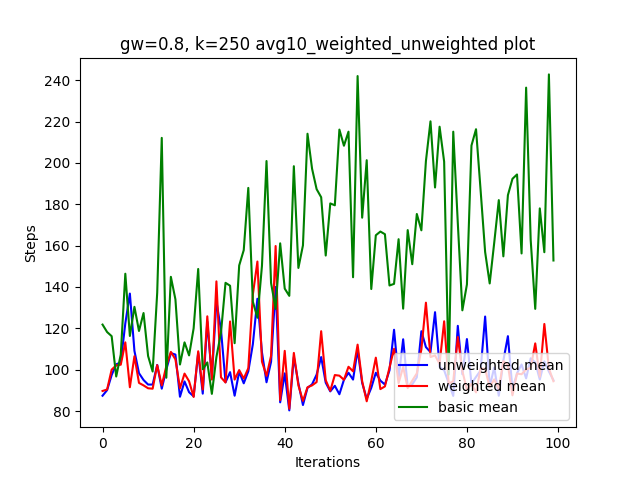 gw=0.8, k=250 avg10_weighted_unweighted plot
Steps
240
220
200
180
160
140
120
100
80
0
20
40
60
80
100
Iterations
unweighted mean
weighted mean
basic mean